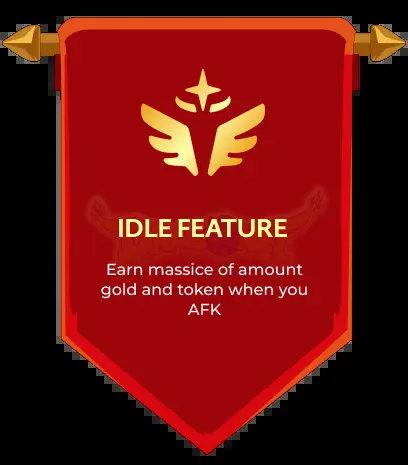 IDLE FEATURE
Earn massice of amount
gold and token when you
AFK